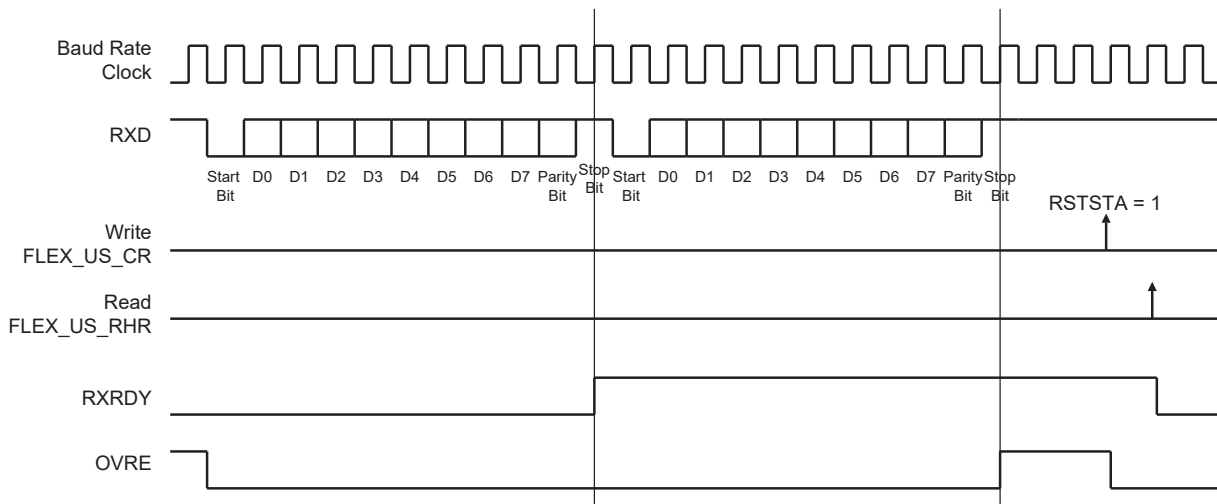 Baud Rate
Clock
RXD
Start
Bit
D0
D1
D2
D3
D4
D5
D6
D7
Parity
Bit
Stop
Bit
Start
Bit
D0
D1
D2
D3
D4
D5
D6
D7
Parity
Bit
Stop
Bit
RSTSTA = 1
Write
FLEX_US_CR
Read
FLEX_US_RHR
RXRDY
OVRE